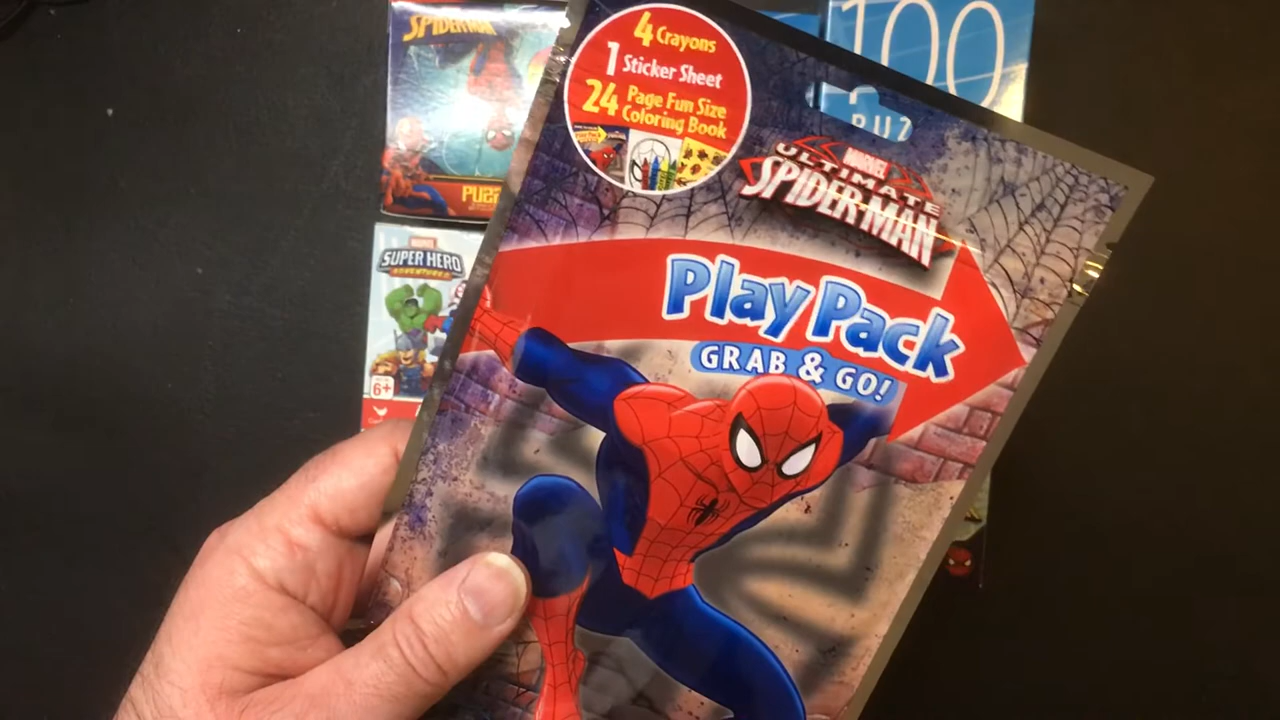 SPIDER-MAN
4 Crayons
1 Sticker Sheet
24 Page Fun Size
Coloring Book
100
PUZ
MARVEL
ULTIMATE
SPIDER-MAN
MARVEL
SUPER HERO
ADVENTURES
6+
Play Pack
GRAB & GO!